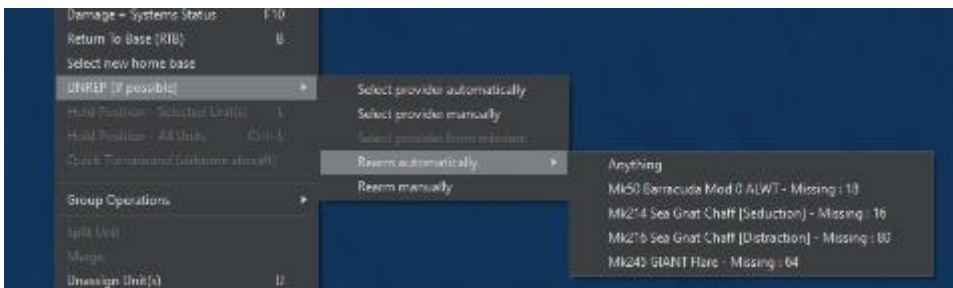 Damage + Systems Status F10
Return To Base (RTB) B
Select new home base
UNREP (if possible)
Hold Position - Selected Unit(s) L
Hold Position - All Units Ctrl+L
Quick Turnaround (airborne aircraft)
Group Operations
Split Unit
Merge
Unassign Unit(s) U
Select provider automatically
Select provider manually
Select provider from mission
Rearm automatically
Rearm manually
Anything
Mk50 Barracuda Mod 0 ALWT - Missing : 18
Mk214 Sea Gnat Chaff [Seduction] - Missing : 16
Mk216 Sea Gnat Chaff [Distraction] - Missing : 80
Mk245 GIANT Flare - Missing : 64